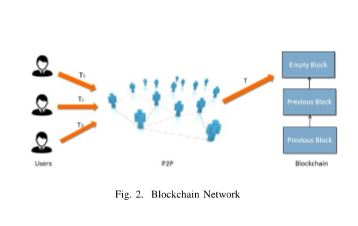 Empty Block
T₁
T
T₂
Previous Block
T₃
Previous Block
Users
P2P
Blockchain
Fig. 2. Blockchain Network